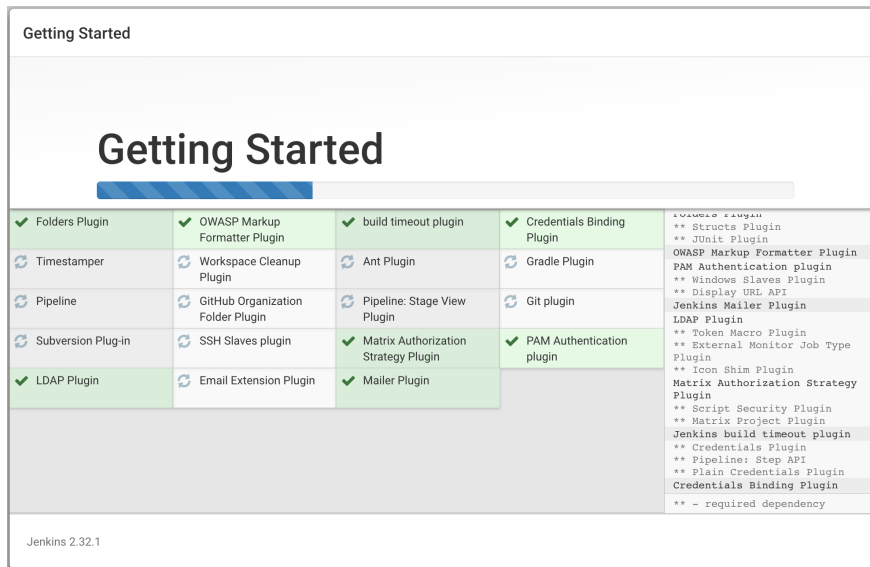 Getting Started
Getting Started
Folders Plugin
OWASP Markup
Formatter Plugin
build timeout plugin
Credentials Binding
Plugin
Timestamper
Workspace Cleanup
Plugin
Ant Plugin
Gradle Plugin
Pipeline
GitHub Organization
Folder Plugin
Pipeline: Stage View
Plugin
Git plugin
Subversion Plug-in
SSH Slaves plugin
Matrix Authorization
Strategy Plugin
PAM Authentication
plugin
LDAP Plugin
Email Extension Plugin
Mailer Plugin
Folders Plugin
** Structs Plugin
** JUnit Plugin
OWASP Markup Formatter Plugin
PAM Authentication plugin
** Windows Slaves Plugin
** Display URL API
Jenkins Mailer Plugin
LDAP Plugin
** Token Macro Plugin
** External Monitor Job Type
Plugin
** Icon Shim Plugin
Matrix Authorization Strategy
Plugin
** Script Security Plugin
** Matrix Project Plugin
Jenkins build timeout plugin
** Credentials Plugin
** Pipeline: Step API
** Plain Credentials Plugin
Credentials Binding Plugin
** - required dependency
Jenkins 2.32.1